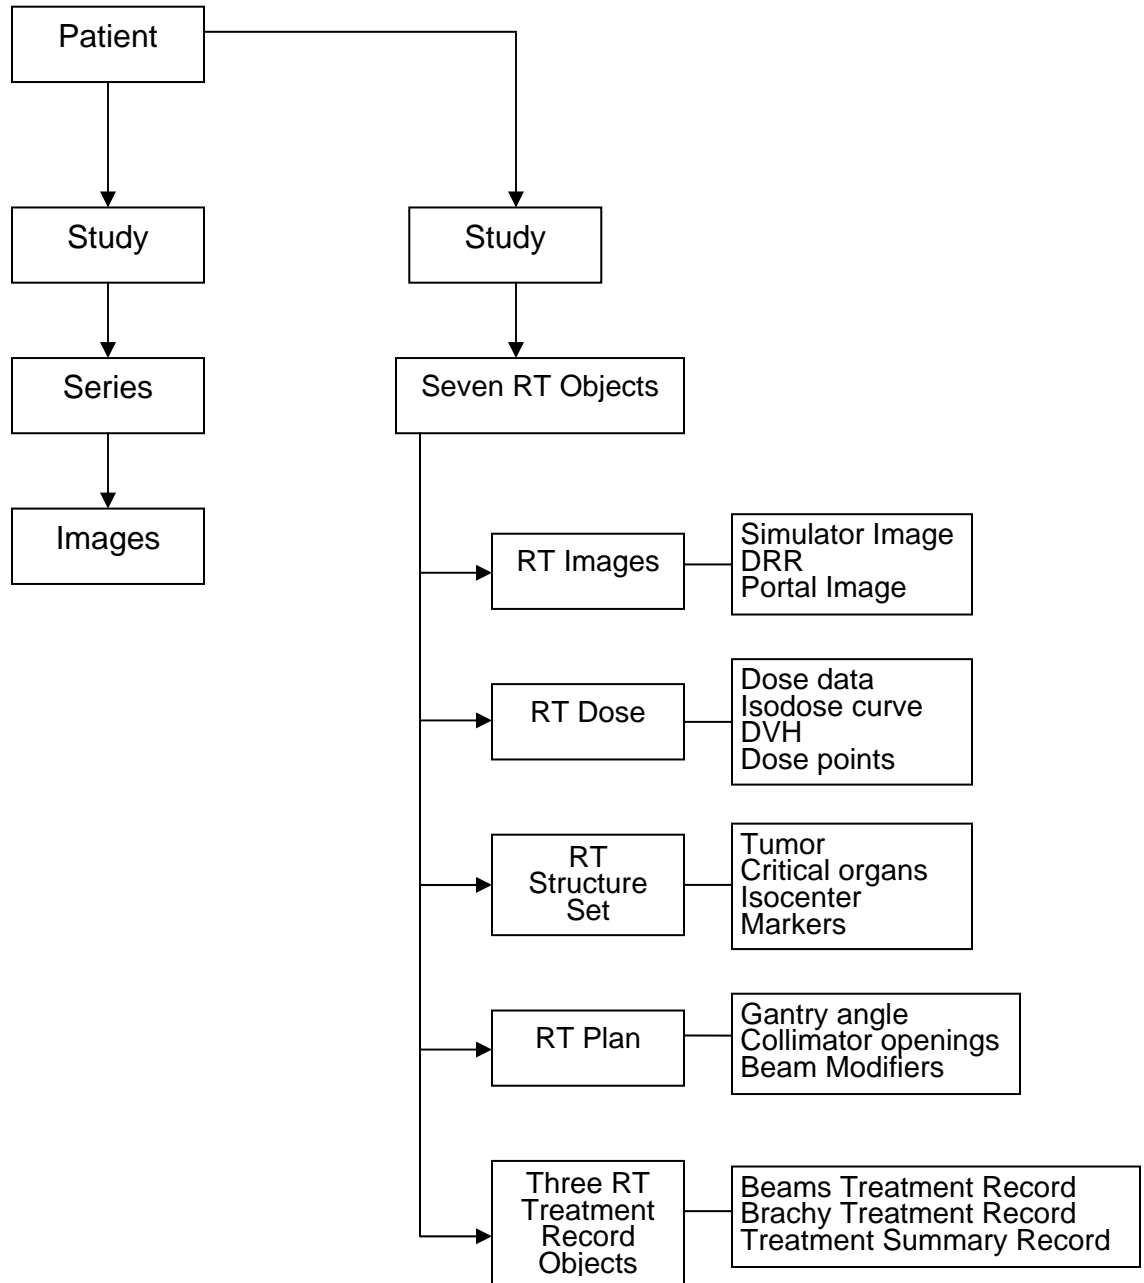 Patient
Study
Study
Series
Seven RT Objects
Images
RT Images
Simulator Image
DRR
Portal Image
RT Dose
Dose data
Isodose curve
DVH
Dose points
RT
Structure
Set
Tumor
Critical organs
Isocenter
Markers
RT Plan
Gantry angle
Collimator openings
Beam Modifiers
Three RT
Treatment
Record
Objects
Beams Treatment Record
Brachy Treatment Record
Treatment Summary Record